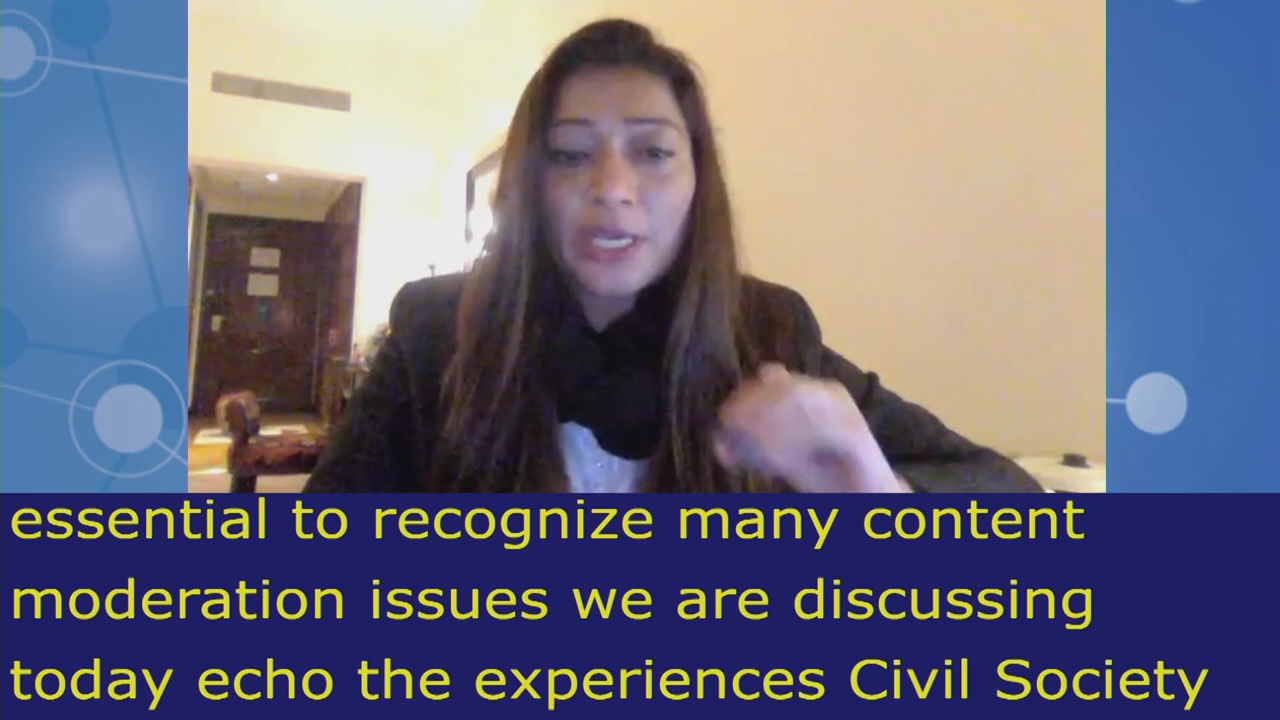 essential to recognize many content
moderation issues we are discussing
today echo the experiences Civil Society